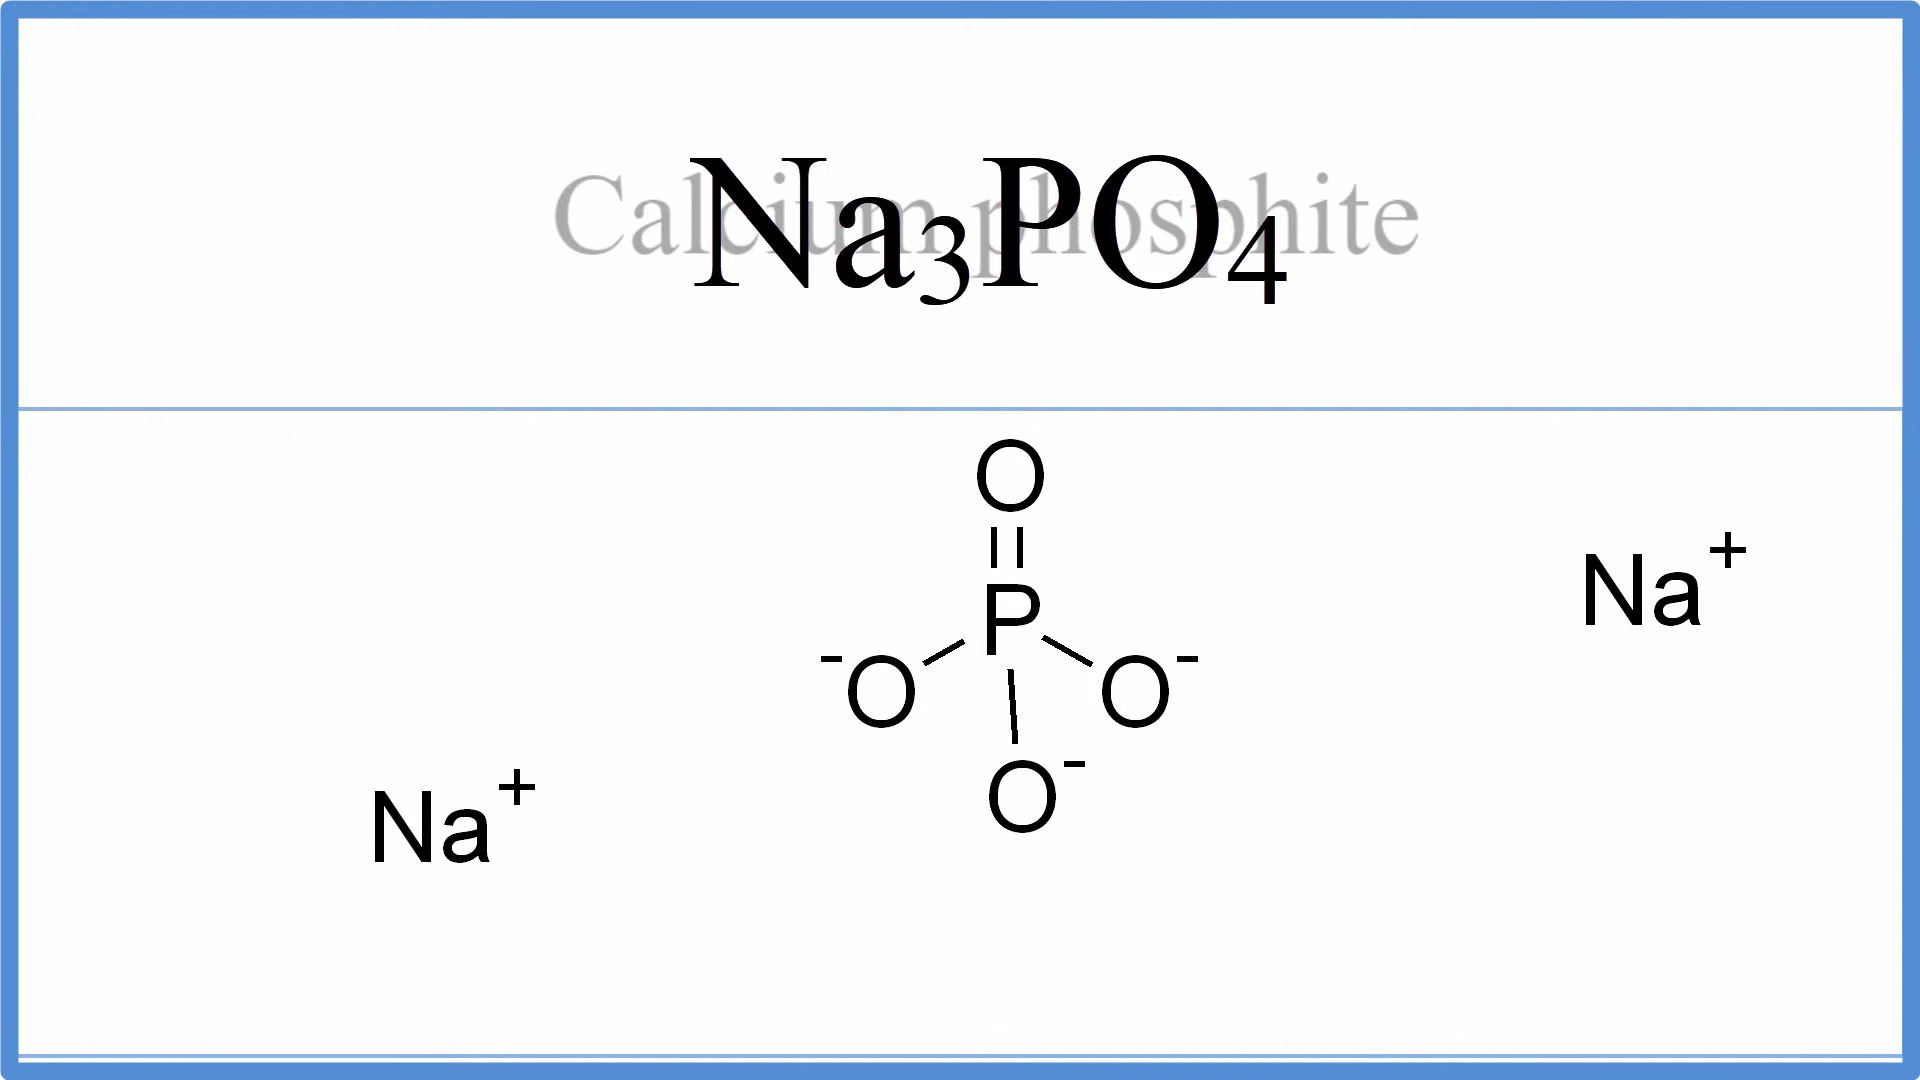 Calcium phosphite
Na₃PO₄
O
P
⁻O O⁻
O⁻
Na⁺
Na⁺